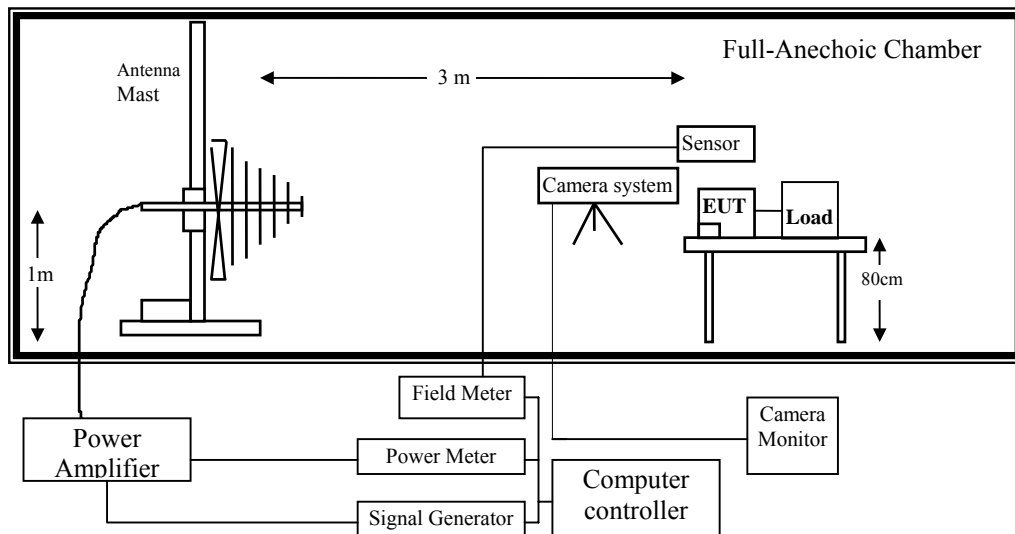 Full-Anechoic Chamber
Antenna
Mast
3 m
Sensor
Camera system
EUT
Load
1m
80cm
Field Meter
Camera
Monitor
Power
Amplifier
Power Meter
Computer
controller
Signal Generator